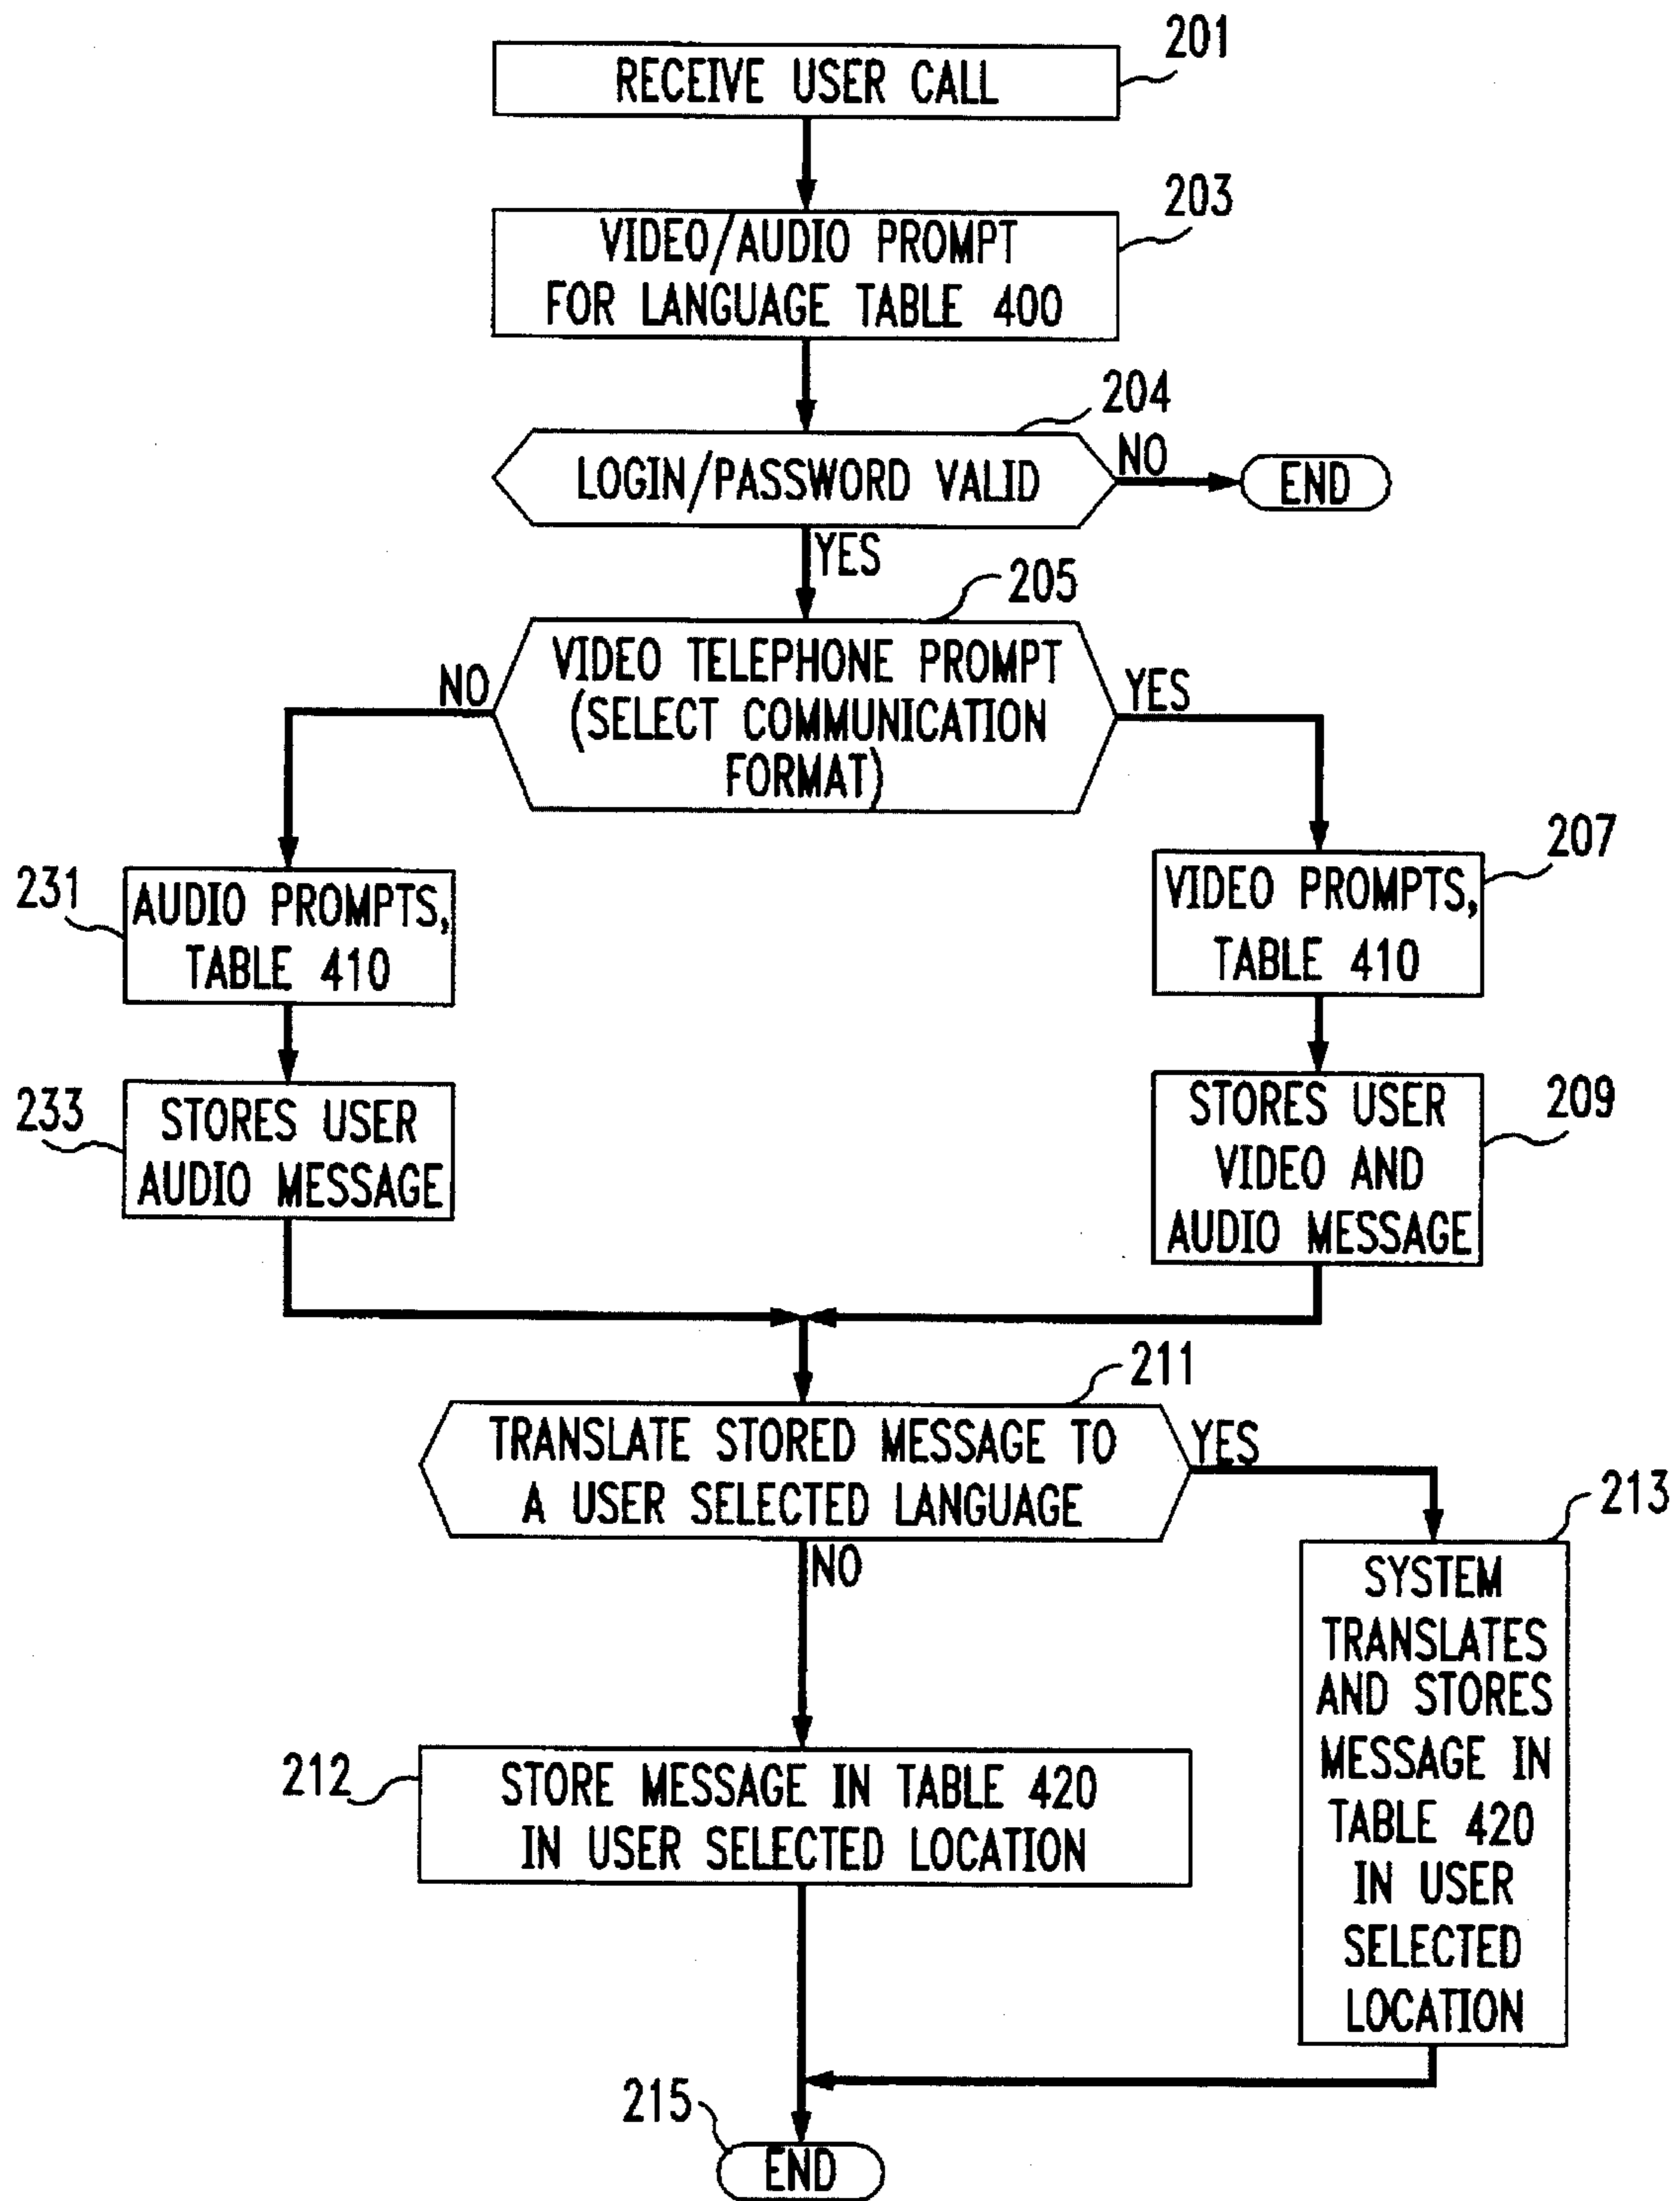 201
RECEIVE USER CALL
203
VIDEO/AUDIO PROMPT
FOR LANGUAGE TABLE 400
204
LOGIN/PASSWORD VALID
NO
END
YES
205
VIDEO TELEPHONE PROMPT
(SELECT COMMUNICATION
FORMAT)
NO
YES
231
AUDIO PROMPTS,
TABLE 410
207
VIDEO PROMPTS,
TABLE 410
233
STORES USER
AUDIO MESSAGE
209
STORES USER
VIDEO AND
AUDIO MESSAGE
211
TRANSLATE STORED MESSAGE TO
A USER SELECTED LANGUAGE
YES
NO
213
SYSTEM
TRANSLATES
AND STORES
MESSAGE IN
TABLE 420
IN USER
SELECTED
LOCATION
212
STORE MESSAGE IN TABLE 420
IN USER SELECTED LOCATION
215
END